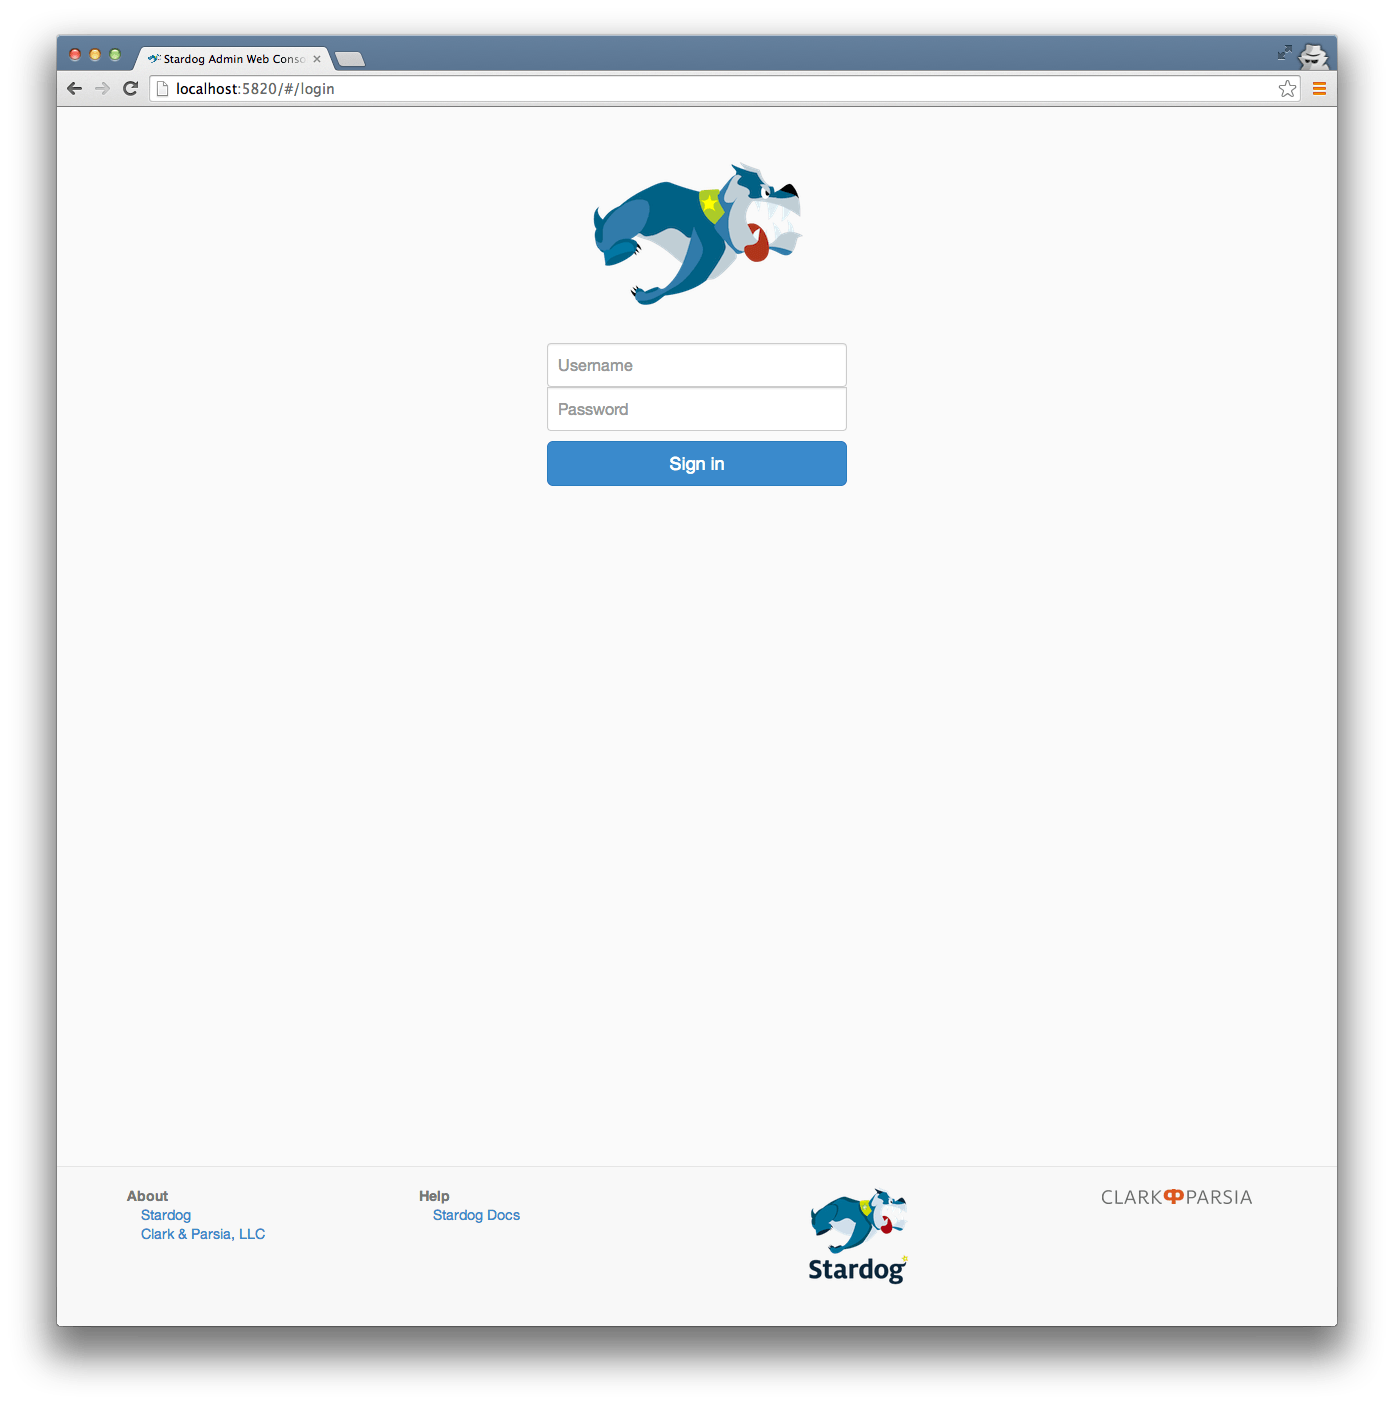 Stardog Admin Web Conso
localhost:5820/#/login
Username
Password
Sign in
About
Stardog
Clark & Parsia, LLC
Help
Stardog Docs
Stardog
CLARK PARSIA